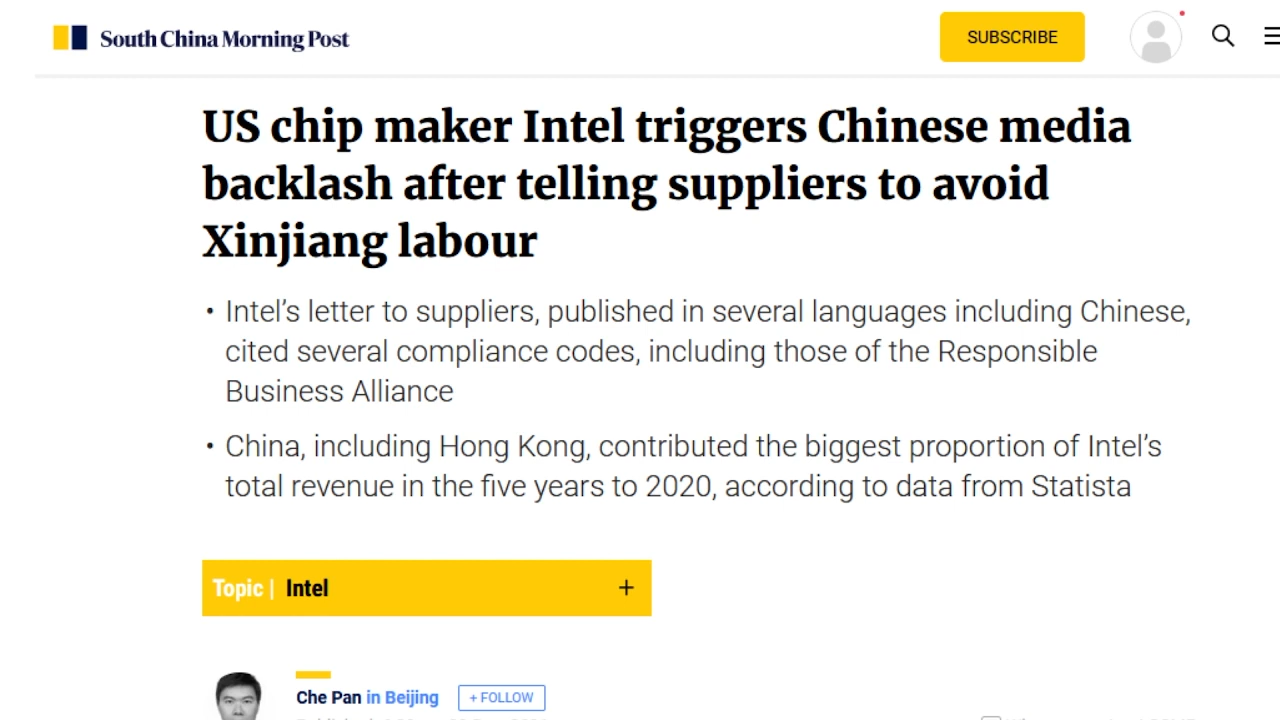 South China Morning Post
SUBSCRIBE
US chip maker Intel triggers Chinese media
backlash after telling suppliers to avoid
Xinjiang labour
• Intel’s letter to suppliers, published in several languages including Chinese,
cited several compliance codes, including those of the Responsible
Business Alliance
• China, including Hong Kong, contributed the biggest proportion of Intel’s
total revenue in the five years to 2020, according to data from Statista
Topic | Intel +
Che Pan in Beijing + FOLLOW